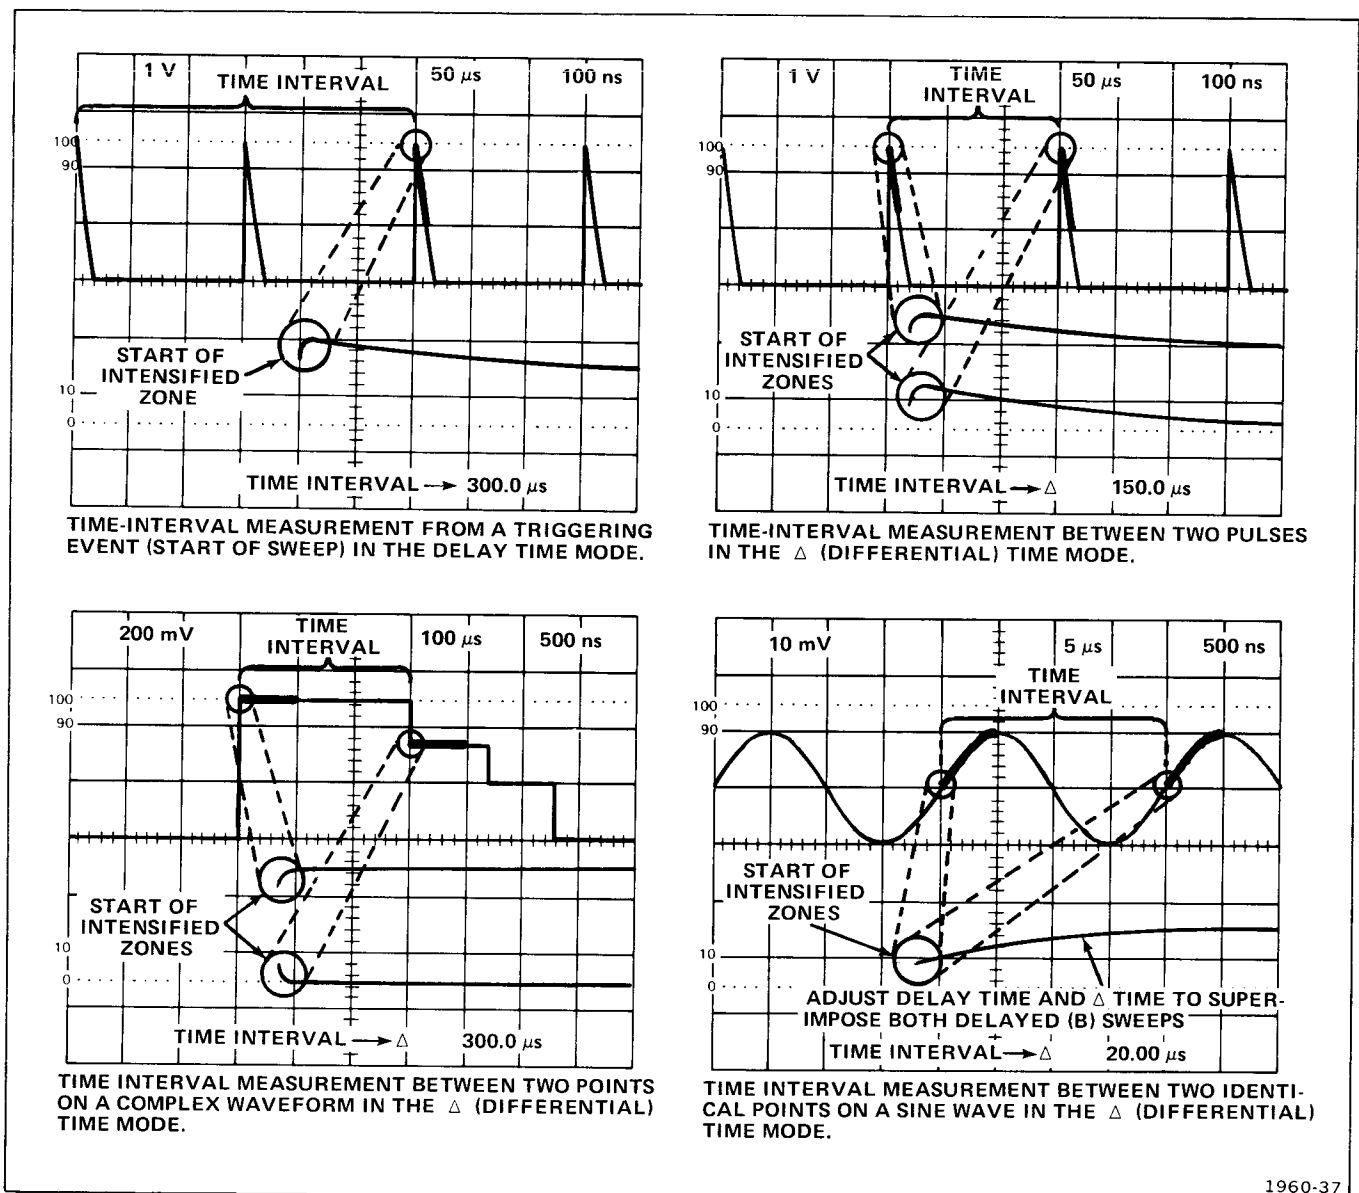 1 V
50 μs
100 ns
TIME INTERVAL
100
90
START OF
INTENSIFIED
ZONE
10
0
TIME INTERVAL → 300.0 μs
TIME-INTERVAL MEASUREMENT FROM A TRIGGERING
EVENT (START OF SWEEP) IN THE DELAY TIME MODE.
1 V
TIME
INTERVAL
50 μs
100 ns
100
90
START OF
INTENSIFIED
ZONES
10
0
TIME INTERVAL → Δ 150.0 μs
TIME-INTERVAL MEASUREMENT BETWEEN TWO PULSES
IN THE Δ (DIFFERENTIAL) TIME MODE.
200 mV
TIME
INTERVAL
100 μs
500 ns
100
90
START OF
INTENSIFIED
ZONES
10
0
TIME INTERVAL → Δ 300.0 μs
TIME INTERVAL MEASUREMENT BETWEEN TWO POINTS
ON A COMPLEX WAVEFORM IN THE Δ (DIFFERENTIAL)
TIME MODE.
10 mV
5 μs
500 ns
TIME
INTERVAL
100
90
START OF
INTENSIFIED
ZONES
10
0
ADJUST DELAY TIME AND Δ TIME TO SUPER-
IMPOSE BOTH DELAYED (B) SWEEPS
TIME INTERVAL → Δ 20.00 μs
TIME INTERVAL MEASUREMENT BETWEEN TWO IDENTI-
CAL POINTS ON A SINE WAVE IN THE Δ (DIFFERENTIAL)
TIME MODE.
1960-37